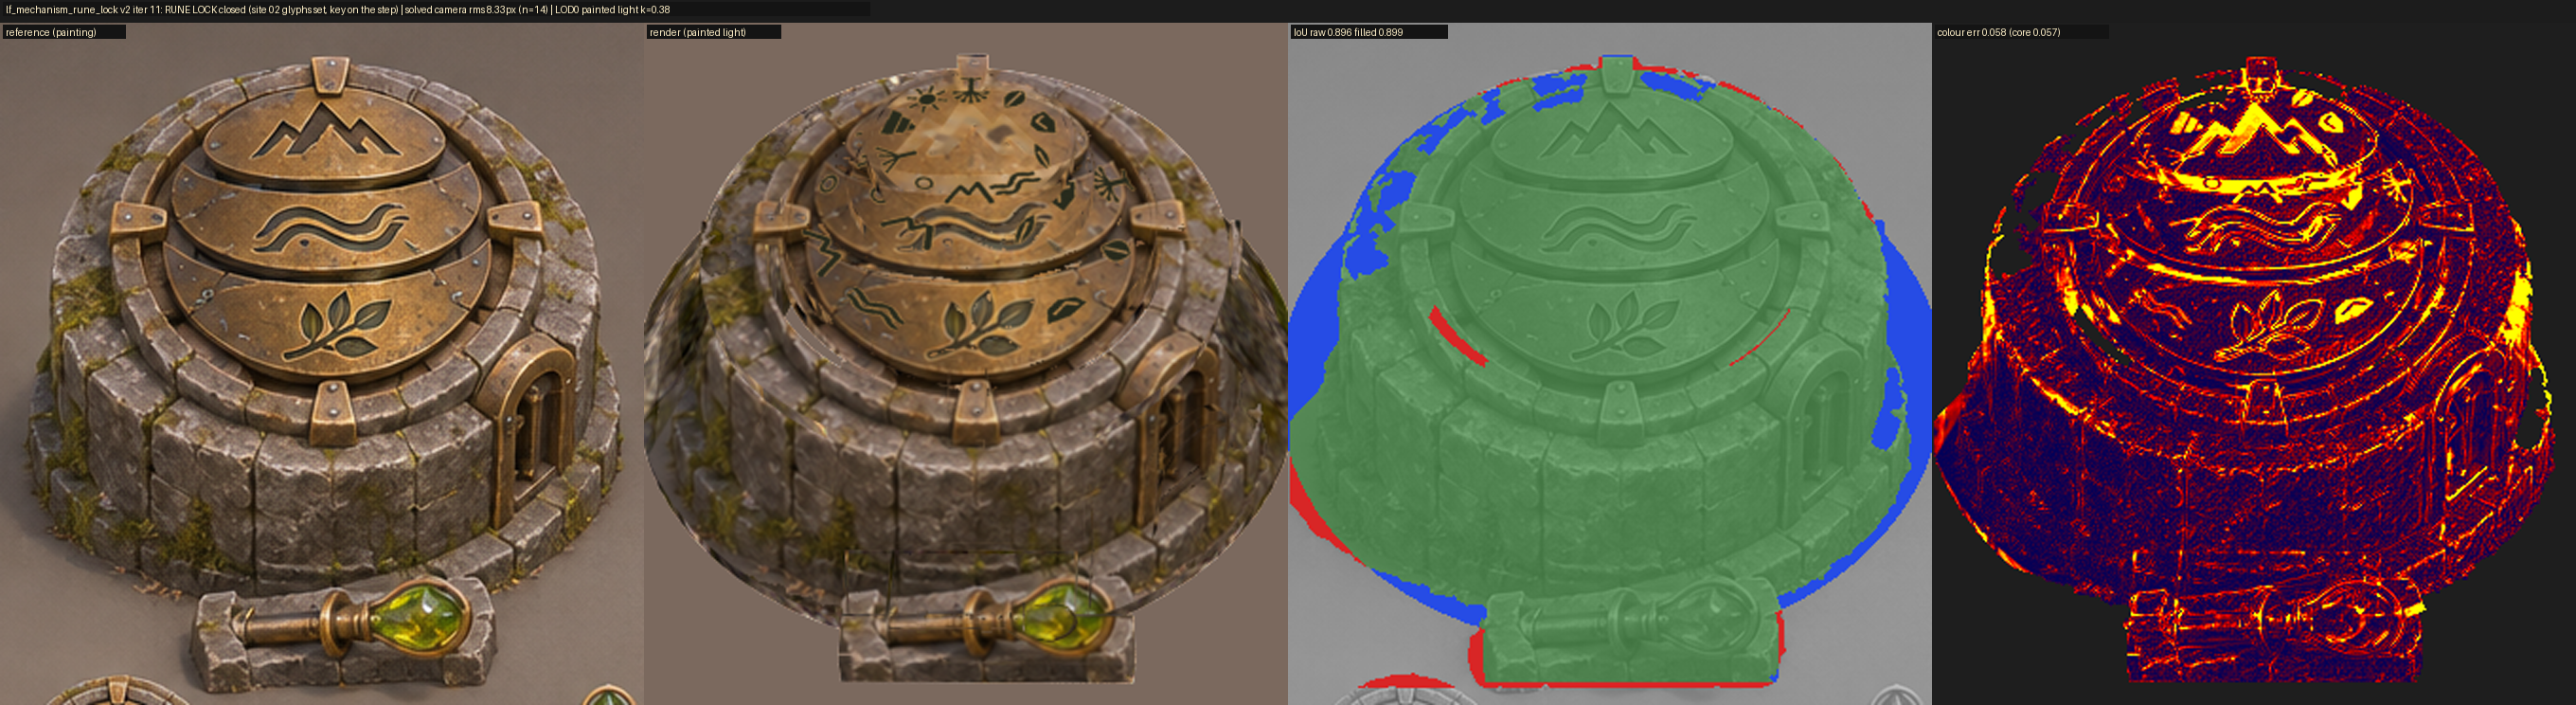 lf_mechanism_rune_lock v2 iter 11: RUNE LOCK closed (site 02 glyphs set, key on the step) | solved camera rms 8.33px (n=14) | LOD0 painted light k=0.38
reference (painting)
render (painted light)
IoU raw 0.896 filled 0.899
colour err 0.058 (core 0.057)